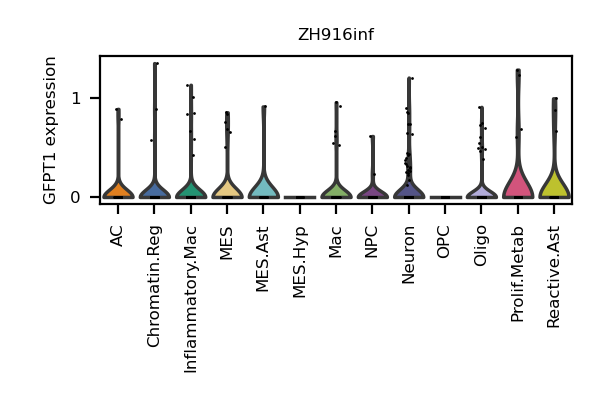 ZH916inf
GFPT1 expression
1
0
AC
Chromatin.Reg
Inflammatory.Mac
MES
MES.Ast
MES.Hyp
Mac
NPC
Neuron
OPC
Oligo
Prolif.Metab
Reactive.Ast